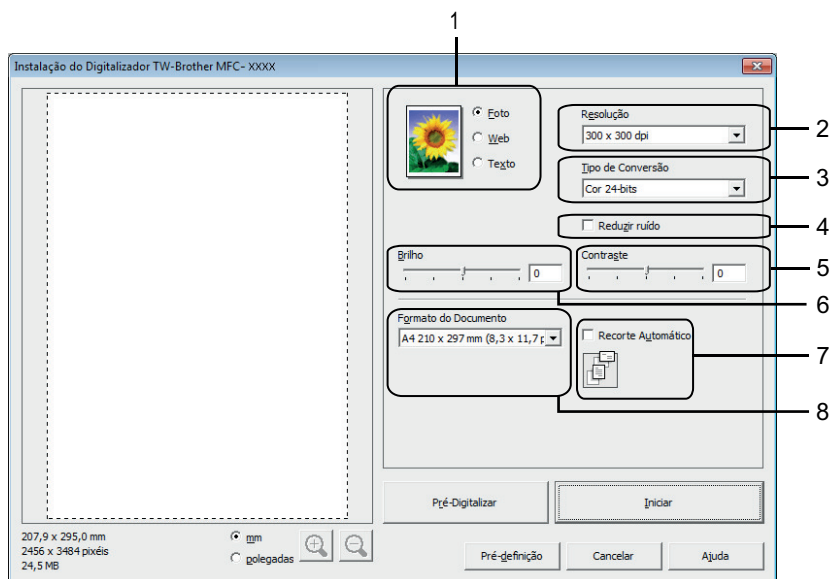 1
Instalação do Digitalizador TW-Brother MFC- XXXX
Foto
Web
Texto
Resolução
300 x 300 dpi
2
Tipo de Conversão
Cor 24-bits
3
Reduzir ruído
4
Brilho
0
Contraste
0
5
6
Formato do Documento
A4 210 x 297 mm (8,3 x 11,7 p
Recorte Automático
7
8
Pré-Digitalizar
Iniciar
207,9 x 295,0 mm
2456 x 3484 pixéis
24,5 MB
mm
polegadas
Pré-definição
Cancelar
Ajuda